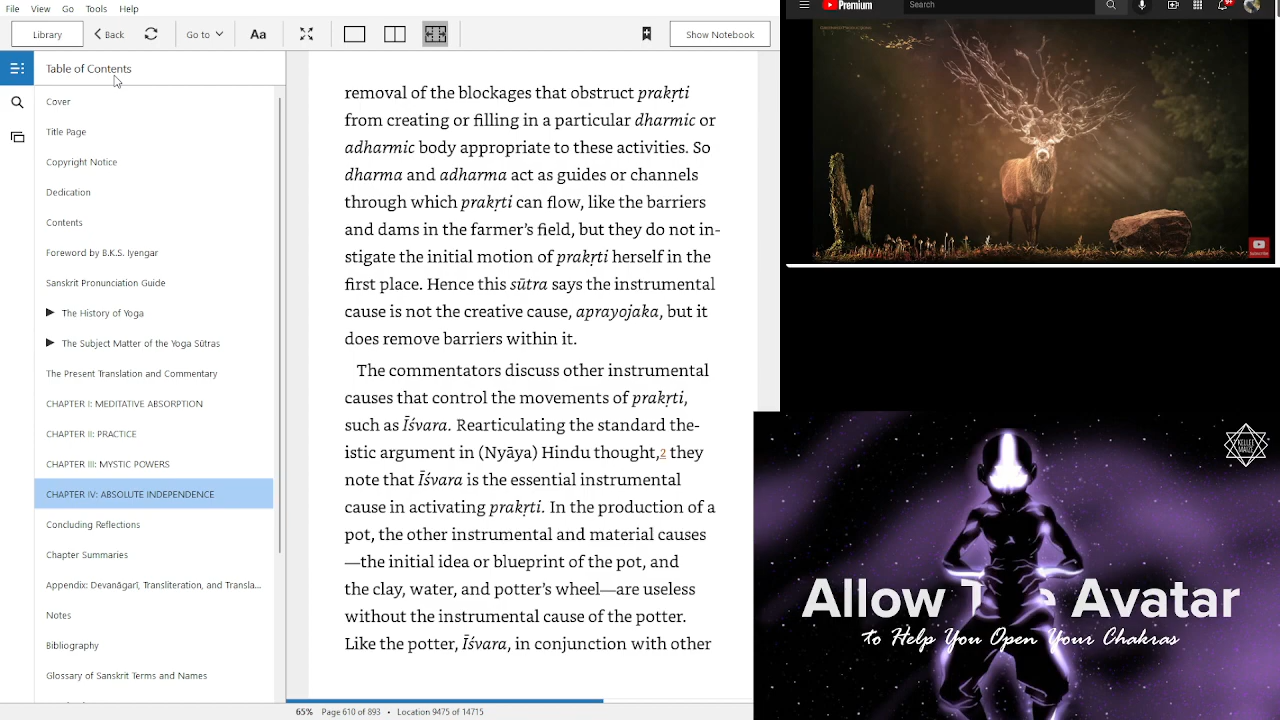 File View Go Tools Help
Library Back Go to Aa Show Notebook
Table of Contents
Cover
Title Page
Copyright Notice
Dedication
Contents
Foreword by B.K.S. Iyengar
Sanskrit Pronunciation Guide
The History of Yoga
The Subject Matter of the Yoga Sūtras
The Present Translation and Commentary
CHAPTER I: MEDITATIVE ABSORPTION
CHAPTER II: PRACTICE
CHAPTER III: MYSTIC POWERS
CHAPTER IV: ABSOLUTE INDEPENDENCE
Concluding Reflections
Chapter Summaries
Appendix: Devanāgarī, Transliteration, and Transla...
Notes
Bibliography
Glossary of Sanskrit Terms and Names
removal of the blockages that obstruct prakṛti
from creating or filling in a particular dharmic or
adharmic body appropriate to these activities. So
dharma and adharma act as guides or channels
through which prakṛti can flow, like the barriers
and dams in the farmer’s field, but they do not in-
stigate the initial motion of prakṛti herself in the
first place. Hence this sūtra says the instrumental
cause is not the creative cause, aprayojaka, but it
does remove barriers within it.
The commentators discuss other instrumental
causes that control the movements of prakṛti,
such as Īśvara. Rearticulating the standard the-
istic argument in (Nyāya) Hindu thought,2 they
note that Īśvara is the essential instrumental
cause in activating prakṛti. In the production of a
pot, the other instrumental and material causes
—the initial idea or blueprint of the pot, and
the clay, water, and potter’s wheel—are useless
without the instrumental cause of the potter.
Like the potter, Īśvara, in conjunction with other
65% Page 610 of 893 • Location 9475 of 14715
Premium
Search
9+
Subscribe
Allow The Avatar
to Help You Open Your Chakras